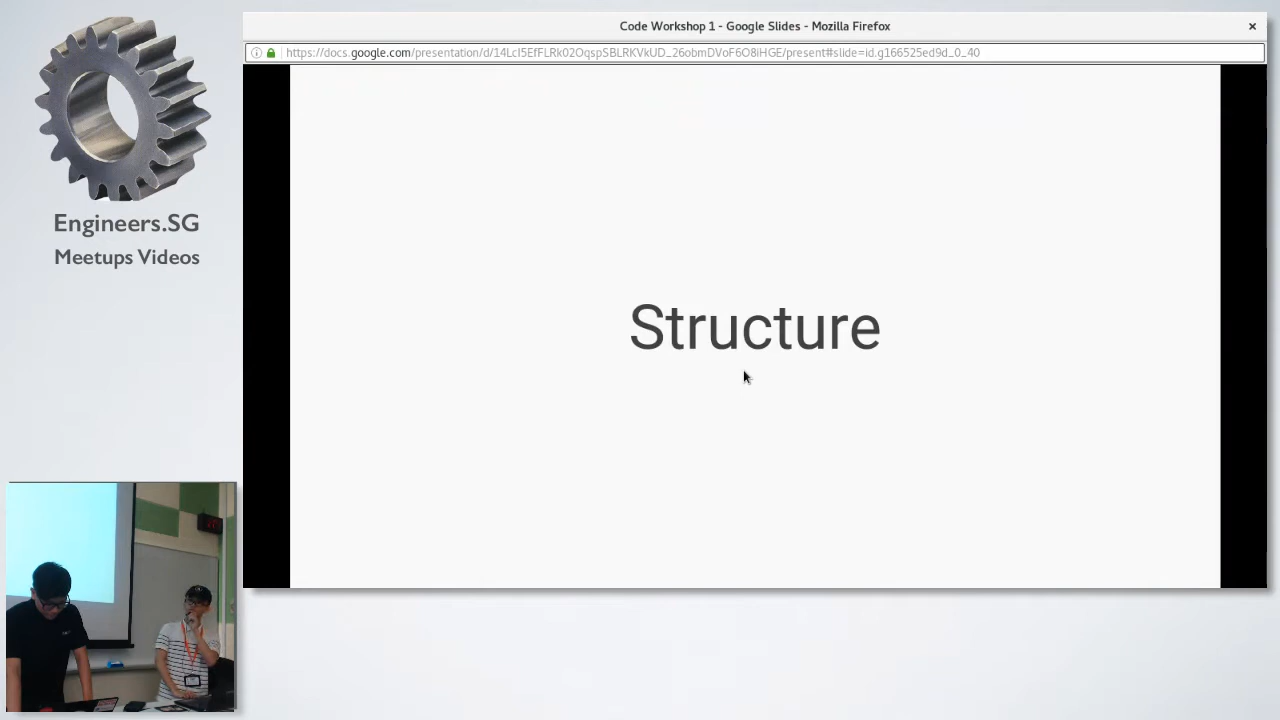 Code Workshop 1 - Google Slides - Mozilla Firefox
https://docs.google.com/presentation/d/14LcI5EfFLRk02OqspSBLRKVkUD_26obmDVoF6O8iHGE/present#slide=id.g166525ed9d_0_40
Engineers.SG
Meetups Videos
Structure